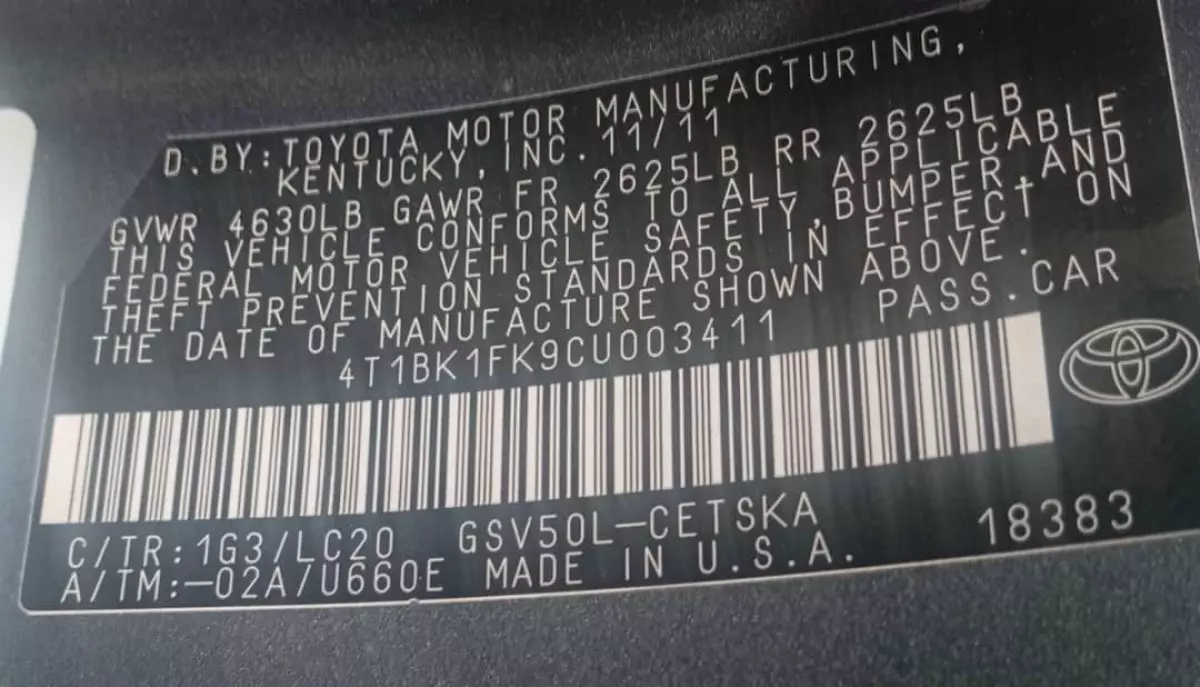 D. BY: TOYOTA MOTOR MANUFACTURING,
KENTUCKY, INC. 11/11
GVWR 4630LB GAWR FR 2625LB RR 2625LB
THIS VEHICLE CONFORMS TO ALL APPLICABLE
FEDERAL MOTOR VEHICLE SAFETY, BUMPER, AND
THEFT PREVENTION STANDARDS IN EFFECT ON
THE DATE OF MANUFACTURE SHOWN ABOVE.
4T1BK1FK9CU003411 PASS. CAR
C/TR: 1G3/LC20 GSV50L-CETSKA
A/TM:-02A/U660E MADE IN U.S.A. 18383